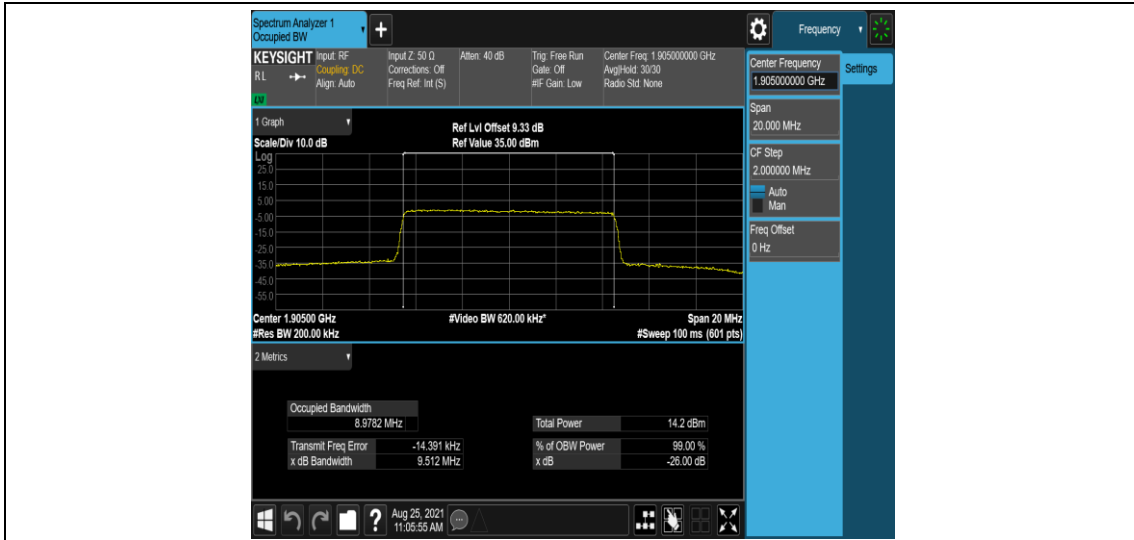 Spectrum Analyzer 1
Occupied BW
Frequency
KEYSIGHT
RL
Input: RF
Coupling: DC
Align: Auto
Input Z: 50 Ω
Corrections: Off
Freq Ref: Int (S)
Atten: 40 dB
Trig: Free Run
Gate: Off
#IF Gain: Low
Center Freq: 1.905000000 GHz
Avg|Hold: 30/30
Radio Std: None
Center Frequency
1.905000000 GHz
Settings
Span
20.000 MHz
CF Step
2.000000 MHz
Auto
Man
Freq Offset
0 Hz
1 Graph
Scale/Div 10.0 dB
Ref Lvl Offset 9.33 dB
Ref Value 35.00 dBm
Log
25.0
15.0
5.00
-5.00
-15.0
-25.0
-35.0
-45.0
-55.0
Center 1.90500 GHz
#Video BW 620.00 kHz*
Span 20 MHz
#Res BW 200.00 kHz
#Sweep 100 ms (601 pts)
2 Metrics
Occupied Bandwidth
8.9782 MHz
Total Power 14.2 dBm
Transmit Freq Error -14.391 kHz
% of OBW Power 99.00 %
x dB Bandwidth 9.512 MHz
x dB -26.00 dB
?
Aug 25, 2021
11:05:55 AM